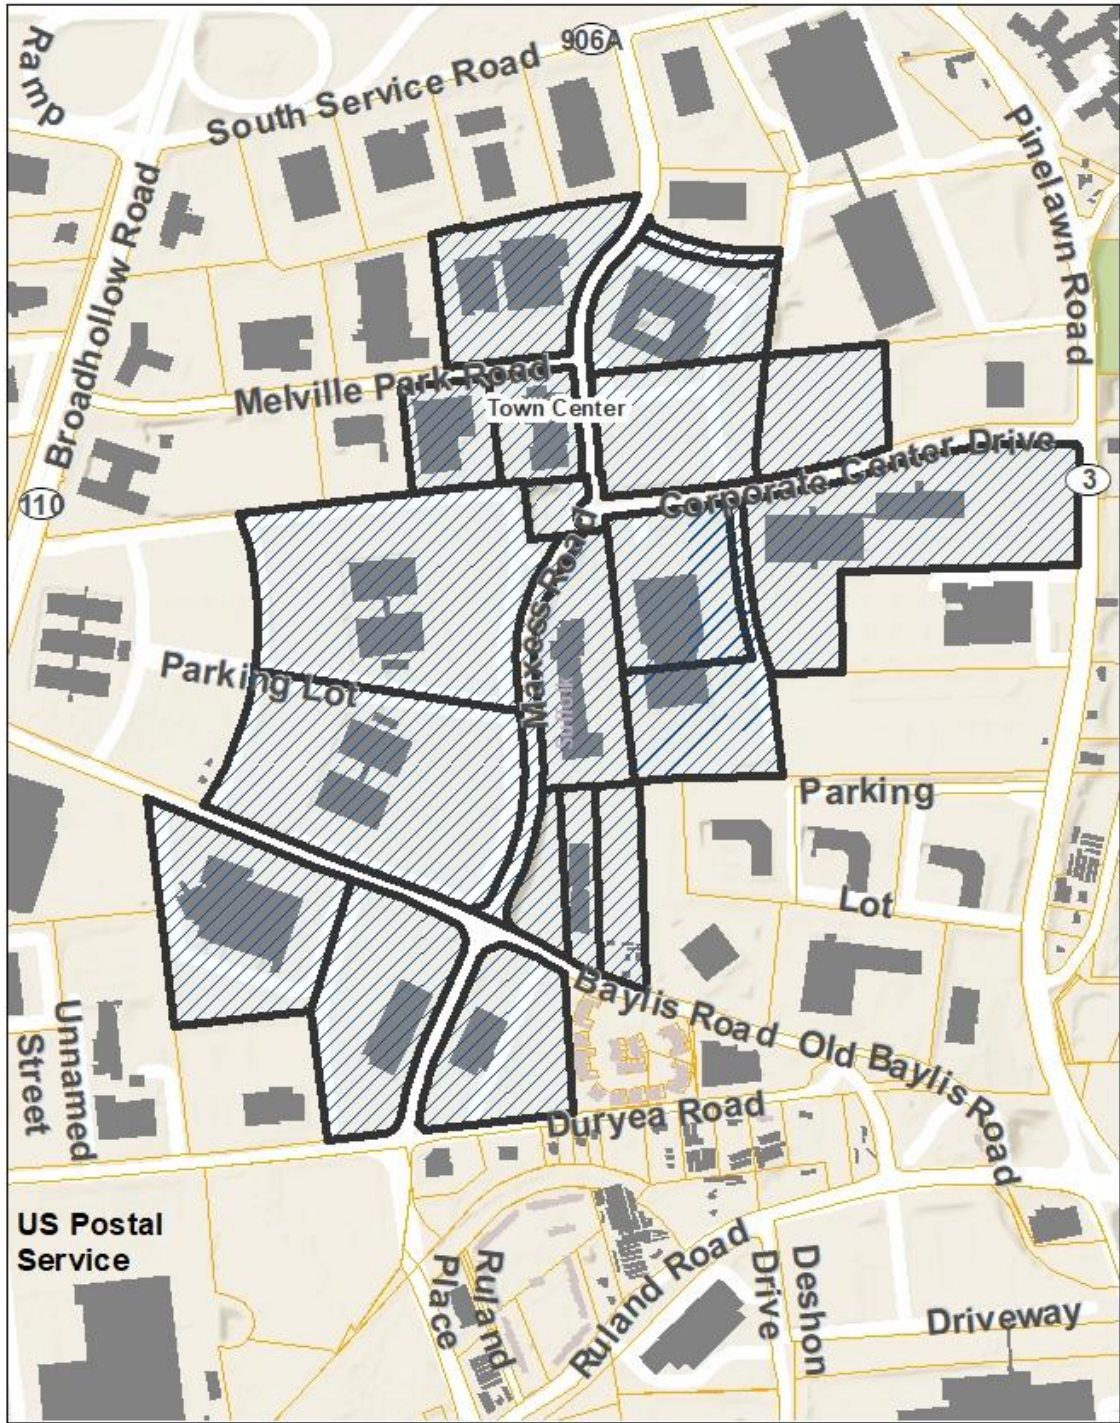 Ramp
906A
South Service Road
Pinelawn Road
Broadhollow Road
Melville Park Road
Town Center
Corporate Center Drive
3
110
Maxess Road
Parking Lot
Suffolk
Parking
Lot
Baylis Road
Old Baylis Road
Unnamed
Street
Duryea Road
US Postal
Service
Ruland
Place
Ruland Road
Deshon
Drive
Driveway